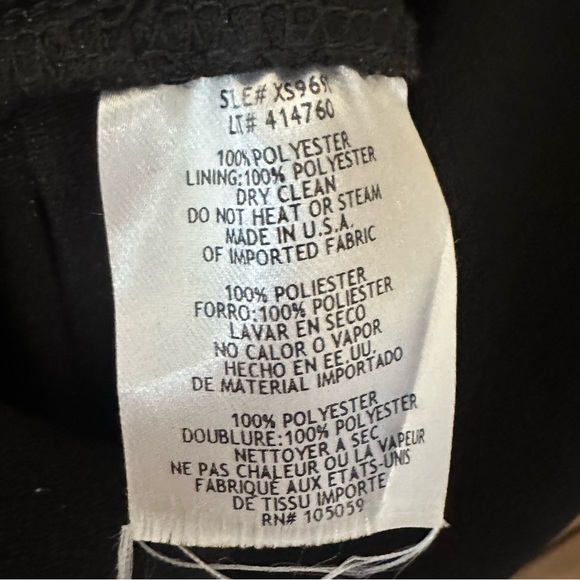 SLE# XS969
LT# 414760
100% POLYESTER
LINING:100% POLYESTER
DRY CLEAN
DO NOT HEAT OR STEAM
MADE IN U.S.A.
OF IMPORTED FABRIC
100% POLIESTER
FORRO:100% POLIESTER
LAVAR EN SECO
NO CALOR O VAPOR
HECHO EN EE.UU.
DE MATERIAL IMPORTADO
100% POLYESTER
DOUBLURE:100% POLYESTER
NETTOYER A SEC
NE PAS CHALEUR OU LA VAPEUR
FABRIQUÉ AUX ETATS-UNIS
DE TISSU IMPORTE
RN# 105059